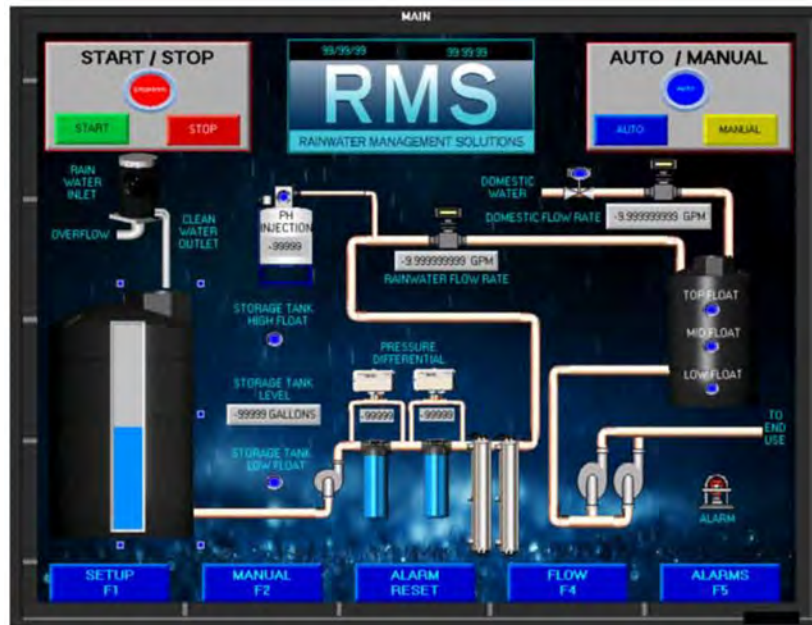 MAIN
START / STOP
STOPPED
START
STOP
99/99/99
99:99:99
RMS
RAINWATER MANAGEMENT SOLUTIONS
AUTO / MANUAL
AUTO
AUTO
MANUAL
RAIN
WATER
INLET
OVERFLOW
CLEAN
WATER
OUTLET
PH
INJECTION
-99999
DOMESTIC
WATER
DOMESTIC FLOW RATE
-9.999999999 GPM
-9.999999999 GPM
RAINWATER FLOW RATE
TOP FLOAT
MID FLOAT
LOW FLOAT
STORAGE TANK
HIGH FLOAT
PRESSURE
DIFFERENTIAL
STORAGE TANK
LEVEL
-99999 GALLONS
-99999
-99999
STORAGE TANK
LOW FLOAT
TO
END
USE
ALARM
SETUP
F1
MANUAL
F2
ALARM
RESET
FLOW
F4
ALARMS
F5